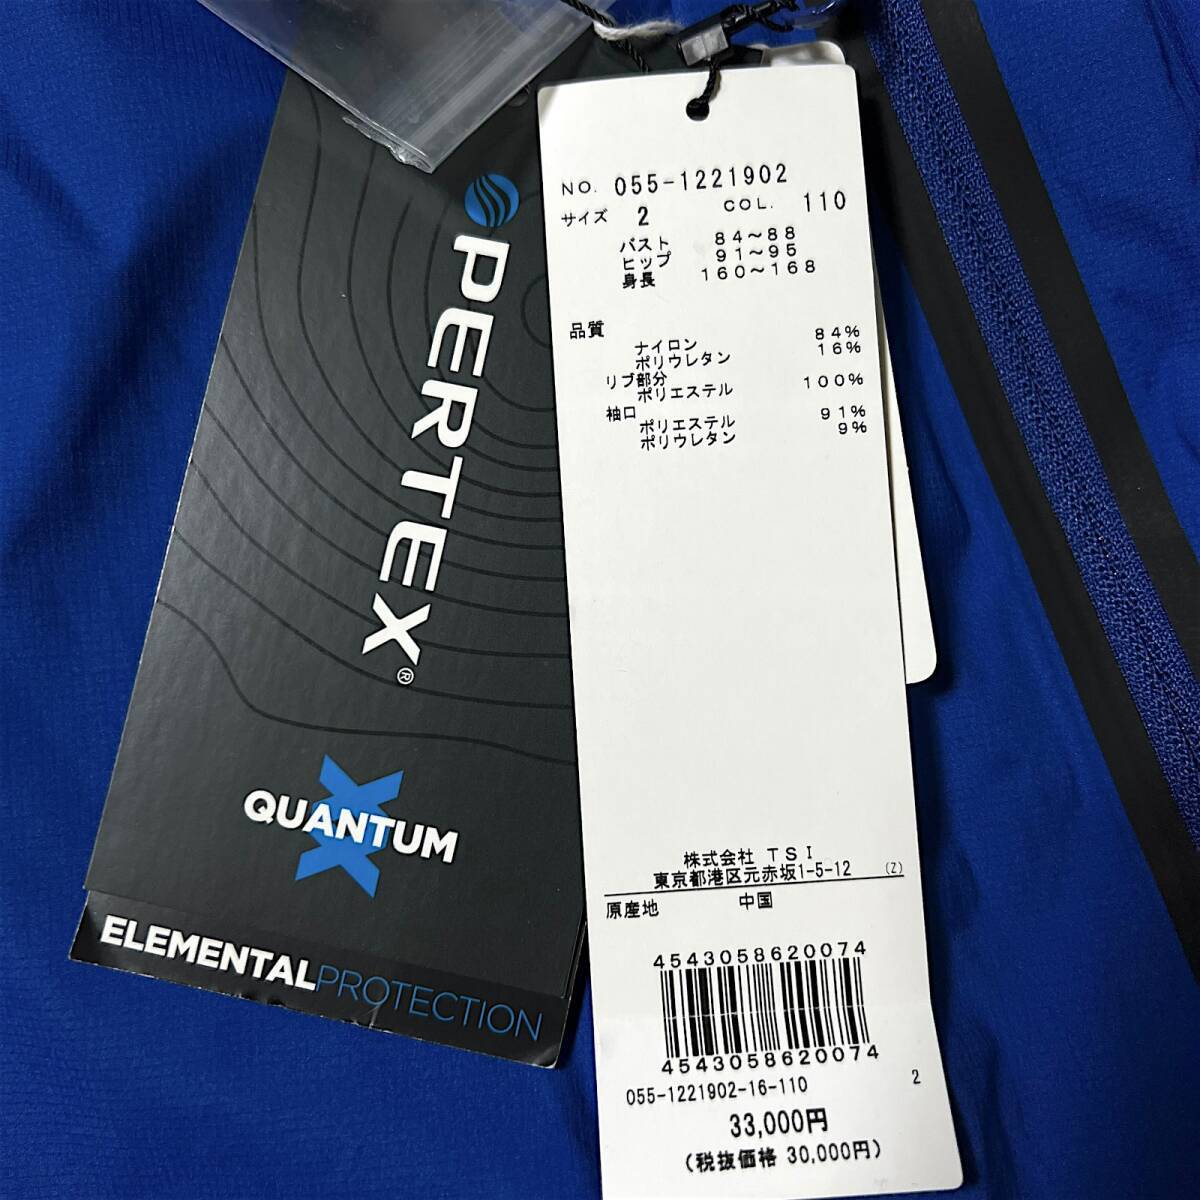 PERTEX®
QUANTUM
X
ELEMENTALPROTECTION
NO. 055-1221902
サイズ 2 COL. 110
バスト 84〜88
ヒップ 91〜95
身長 160〜168
品質
ナイロン 84%
ポリウレタン 16%
リブ部分
ポリエステル 100%
袖口
ポリエステル 91%
ポリウレタン 9%
株式会社 TSI
東京都港区元赤坂1-5-12 (Z)
原産地 中国
4543058620074
4543058620074
055-1221902-16-110 2
33,000円
(税抜価格 30,000円)